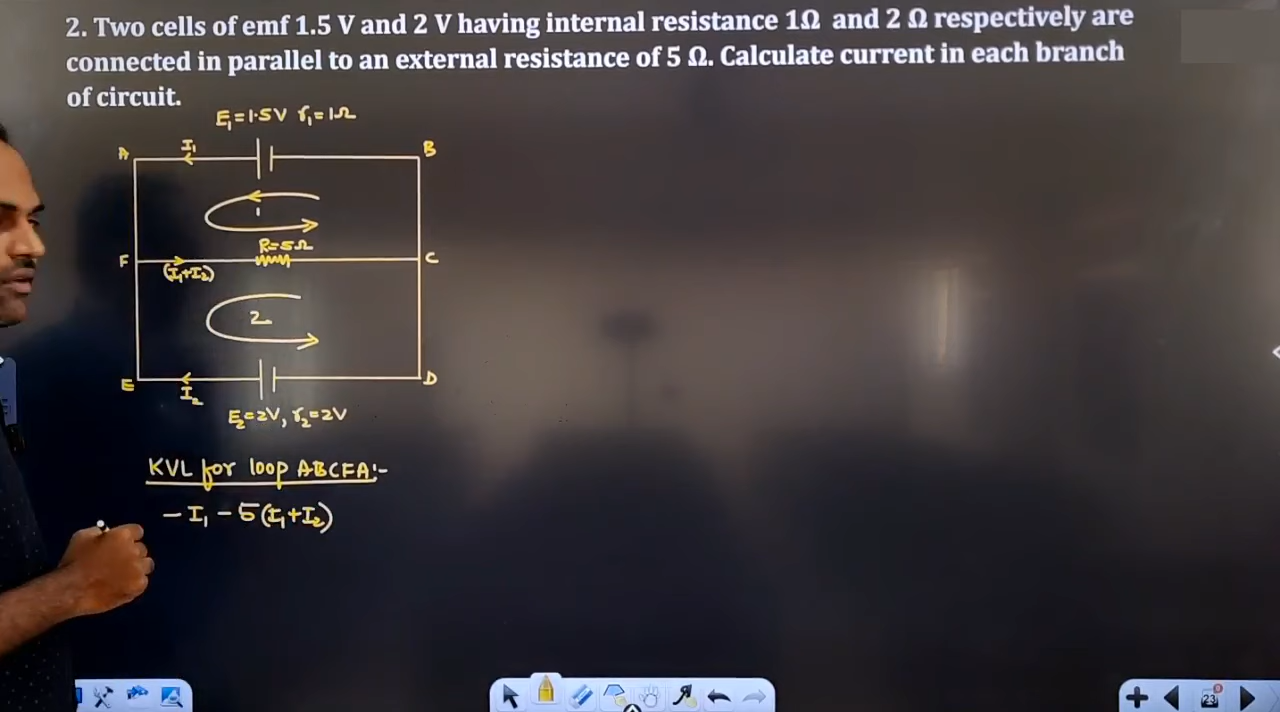 2. Two cells of emf 1.5 V and 2 V having internal resistance 1Ω and 2 Ω respectively are
connected in parallel to an external resistance of 5 Ω. Calculate current in each branch
of circuit.
E₁=1.5V r₁=1Ω
A
I₁
B
1
R=5Ω
F
(I₁+I₂)
C
2
E
I₂
D
E₂=2V, r₂=2V
KVL for loop ABCFA:-
-I₁ - 5(I₁+I₂)
23